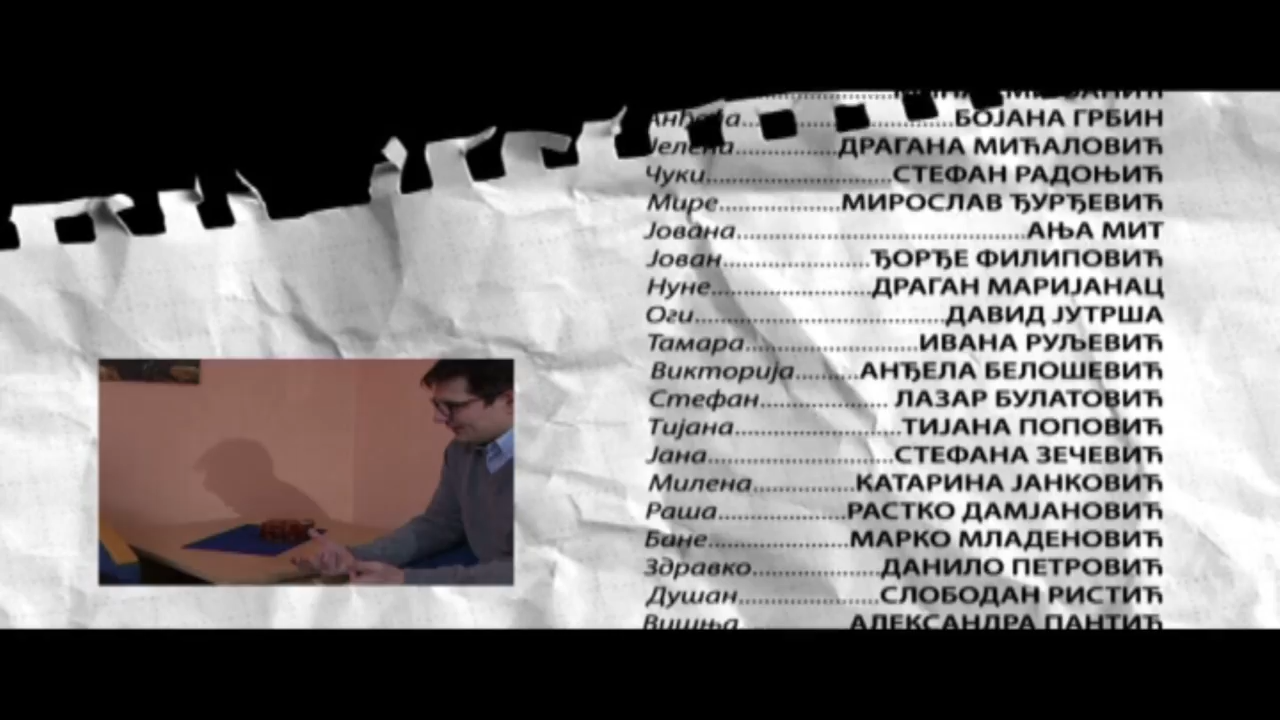 Анђела....................БОЈАНА ГРБИН
Јелена...............ДРАГАНА МИЋАЛОВИЋ
Чуки...........................СТЕФАН РАДОЊИЋ
Мире..................МИРОСЛАВ ЂУРЂЕВИЋ
Јована..........................................АЊА МИТ
Јован.....................ЂОРЂЕ ФИЛИПОВИЋ
Нуне.......................ДРАГАН МАРИЈАНАЦ
Оги....................................ДАВИД ЈУТРША
Тамара.........................ИВАНА РУЉЕВИЋ
Викторија..........АНЂЕЛА БЕЛОШЕВИЋ
Стефан.................. ЛАЗАР БУЛАТОВИЋ
Тијана........................ТИЈАНА ПОПОВИЋ
Јана...........................СТЕФАНА ЗЕЧЕВИЋ
Милена...............КАТАРИНА ЈАНКОВИЋ
Раша...................РАСТКО ДАМЈАНОВИЋ
Бане.....................МАРКО МЛАДЕНОВИЋ
Здравко...................ДАНИЛО ПЕТРОВИЋ
Душан....................СЛОБОДАН РИСТИЋ
Вишња................АЛЕКСАНДРА ПАНТИЋ